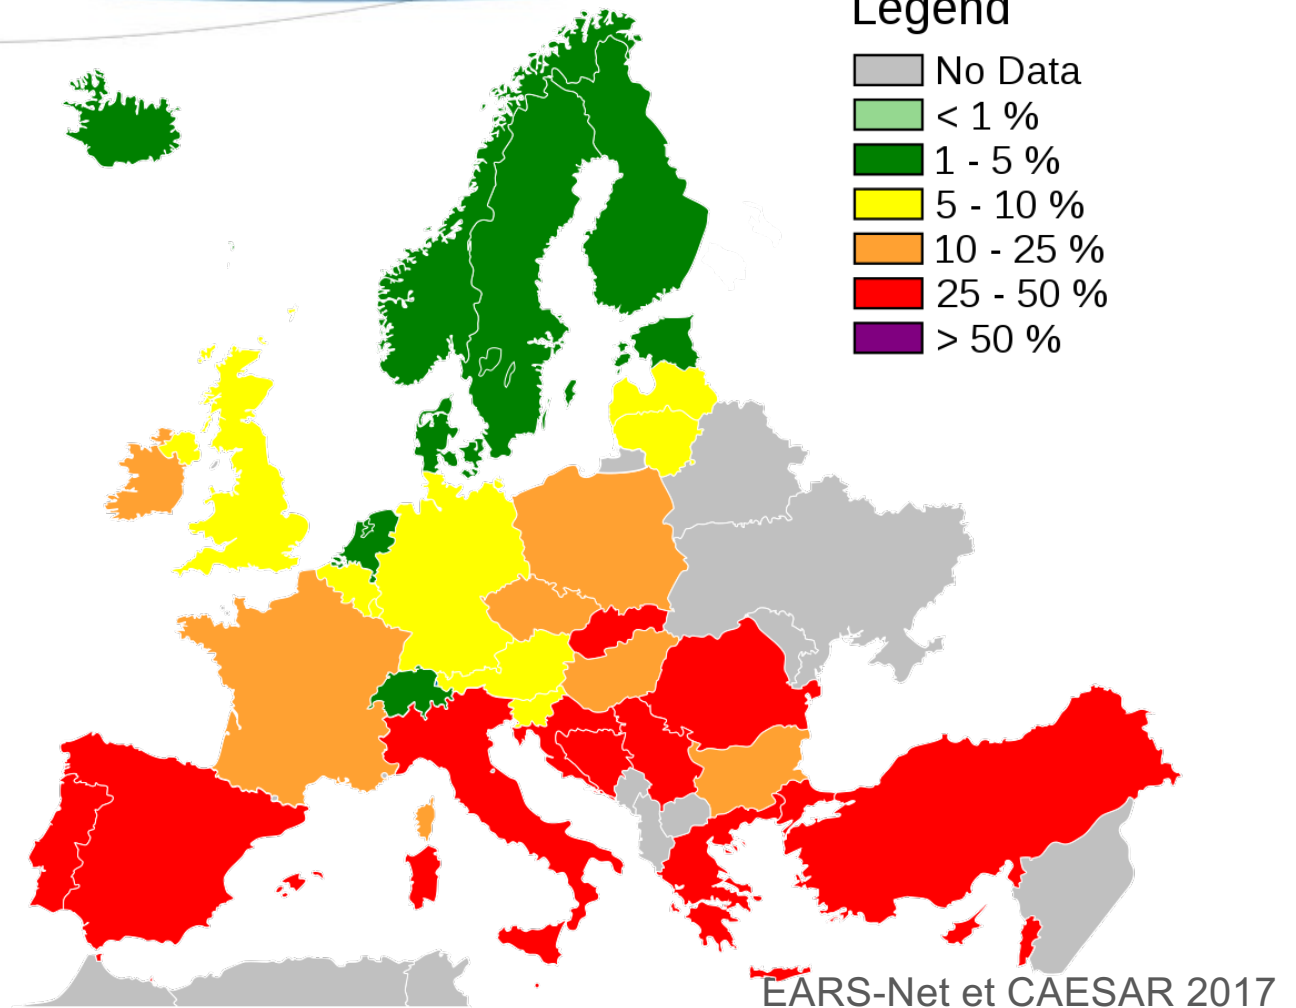 Legend
No Data
< 1 %
1 - 5 %
5 - 10 %
10 - 25 %
25 - 50 %
> 50 %
EARS-Net et CAESAR 2017